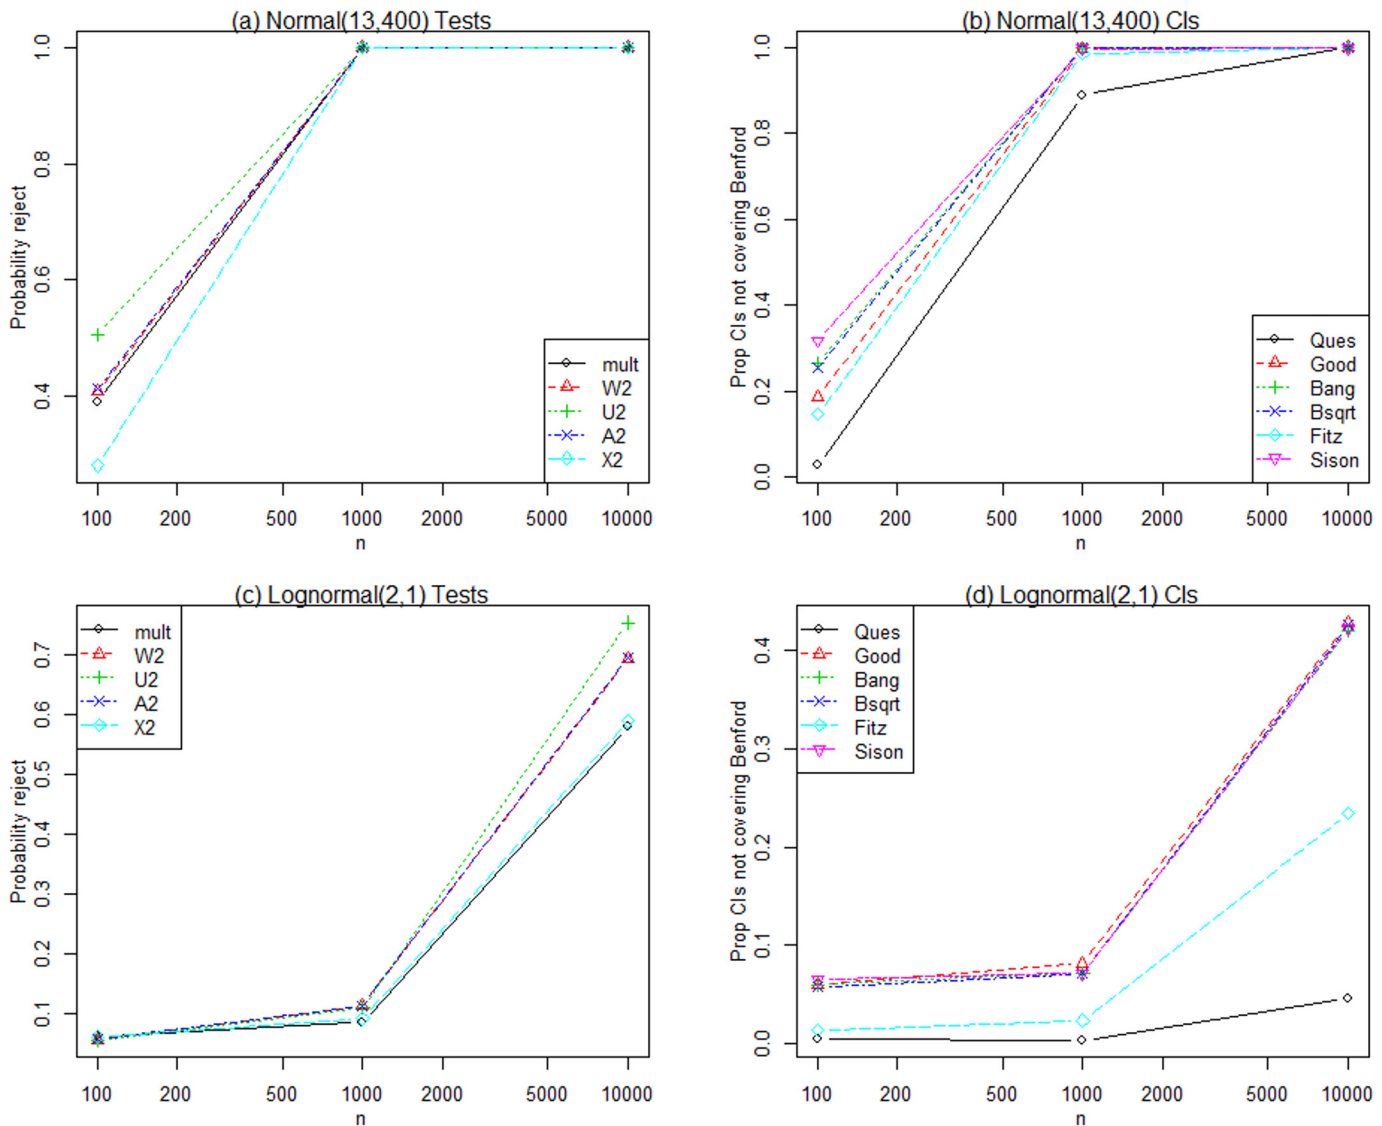 (a) Normal(13,400) Tests
Probability reject
1.0
0.8
0.6
0.4
mult
W2
U2
A2
X2
100 200 500 1000 2000 5000 10000
n
(b) Normal(13,400) CIs
Prop CIs not covering Benford
1.0
0.8
0.6
0.4
0.2
0.0
Ques
Good
Bang
Bsqrt
Fitz
Sison
100 200 500 1000 2000 5000 10000
n
(c) Lognormal(2,1) Tests
Probability reject
0.7
0.6
0.5
0.4
0.3
0.2
0.1
mult
W2
U2
A2
X2
100 200 500 1000 2000 5000 10000
n
(d) Lognormal(2,1) CIs
Prop CIs not covering Benford
0.4
0.3
0.2
0.1
0.0
Ques
Good
Bang
Bsqrt
Fitz
Sison
100 200 500 1000 2000 5000 10000
n